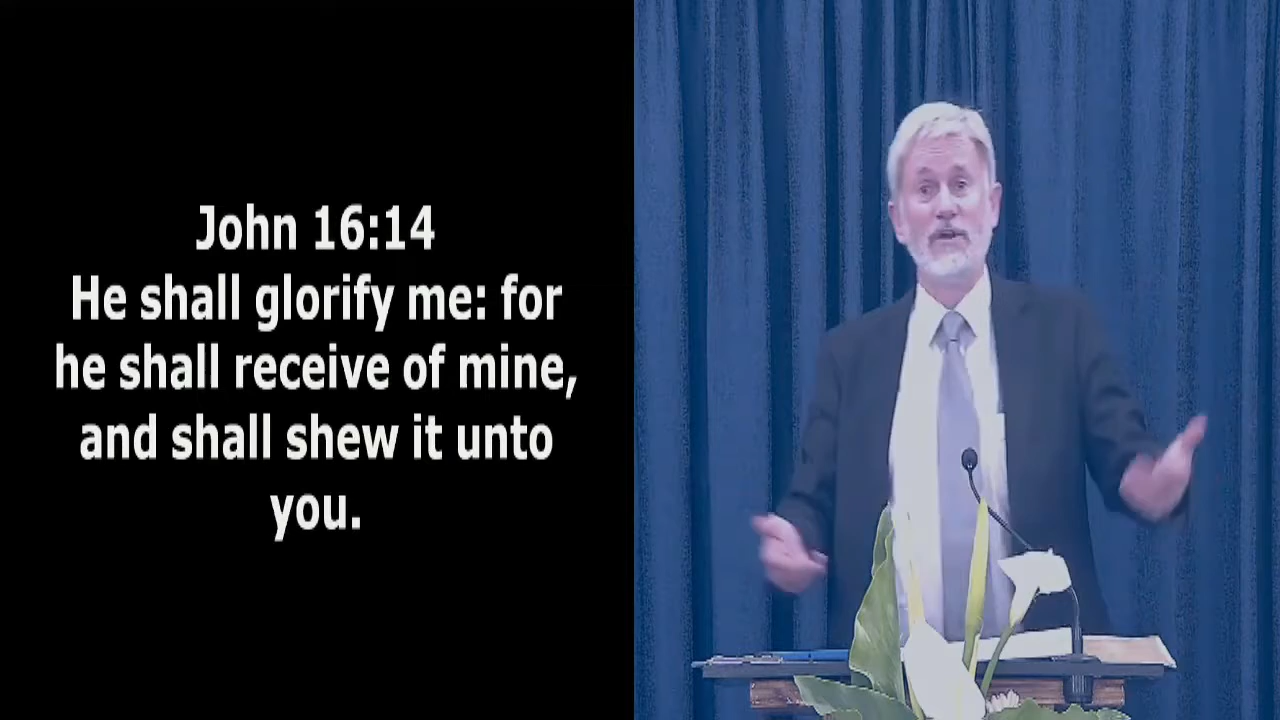 John 16:14
He shall glorify me: for
he shall receive of mine,
and shall shew it unto
you.